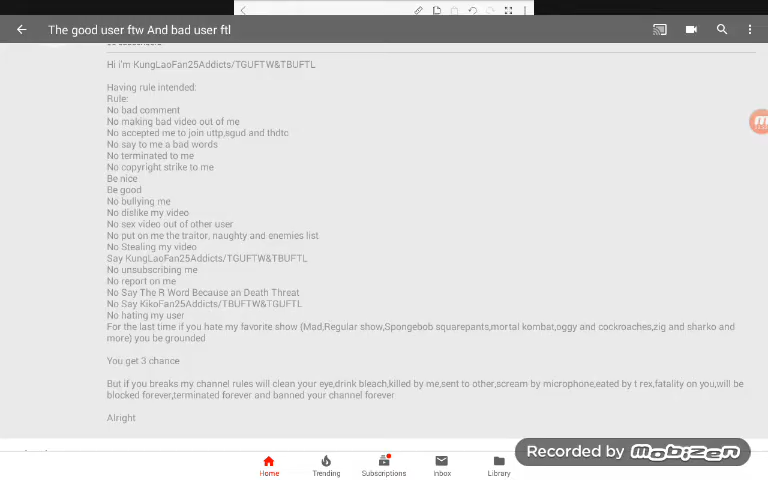 The good user ftw And bad user ftl
Hi i'm KungLaoFan25Addicts/TGUFTW&TBUFTL
Having rule intended:
Rule:
No bad comment
No making bad video out of me
No accepted me to join uttp,sgud and thdtc
No say to me a bad words
No terminated to me
No copyright strike to me
Be nice
Be good
No bullying me
No dislike my video
No sex video out of other user
No put on me the traitor, naughty and enemies list
No Stealing my video
Say KungLaoFan25Addicts/TGUFTW&TBUFTL
No unsubscribing me
No report on me
No Say The R Word Because an Death Threat
No Say KikoFan25Addicts/TBUFTW&TGUFTL
No hating my user
For the last time if you hate my favorite show (Mad,Regular show,Spongebob squarepants,mortal kombat,oggy and cockroaches,zig and sharko and
more) you be grounded
You get 3 chance
But if you breaks my channel rules will clean your eye,drink bleach,killed by me,sent to other,scream by microphone,eated by t rex,fatality on you,will be
blocked forever,terminated forever and banned your channel forever
Alright
Recorded by mobizen
Home Trending Subscriptions Inbox Library